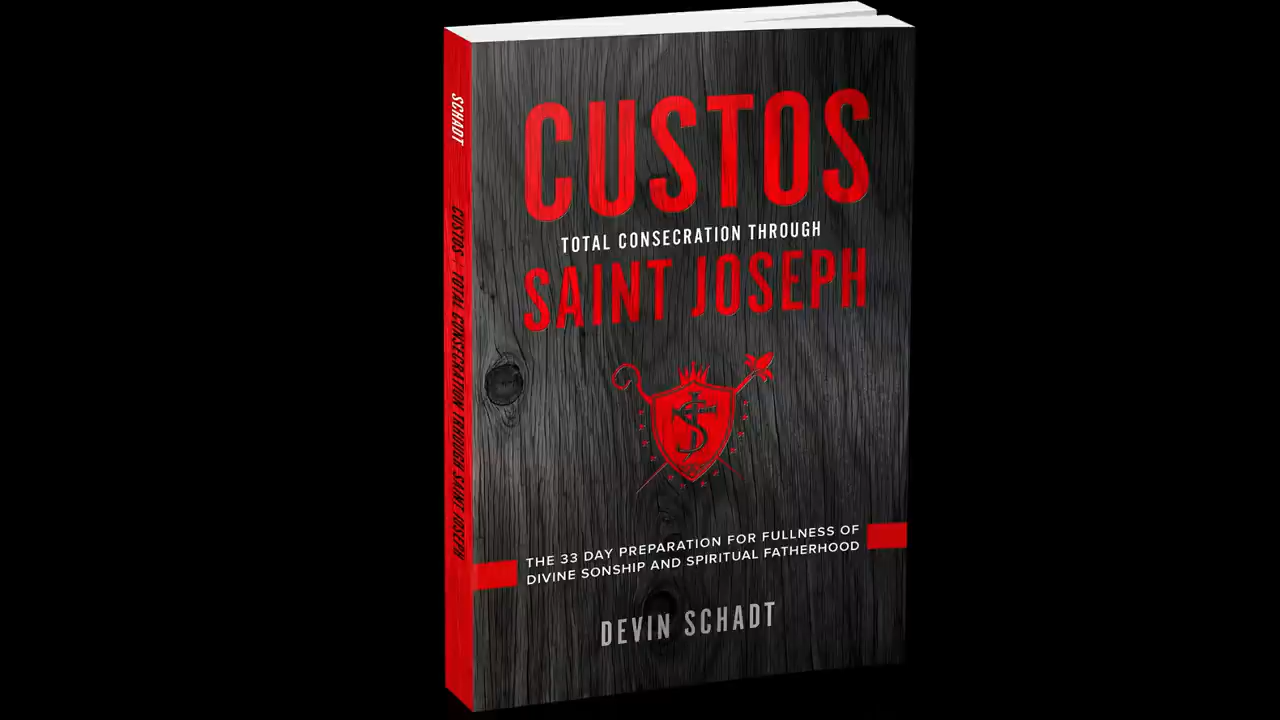 CUSTOS
TOTAL CONSECRATION THROUGH
SAINT JOSEPH
THE 33 DAY PREPARATION FOR FULLNESS OF
DIVINE SONSHIP AND SPIRITUAL FATHERHOOD
DEVIN SCHADT
SCHADT
CUSTOS | TOTAL CONSECRATION THROUGH SAINT JOSEPH